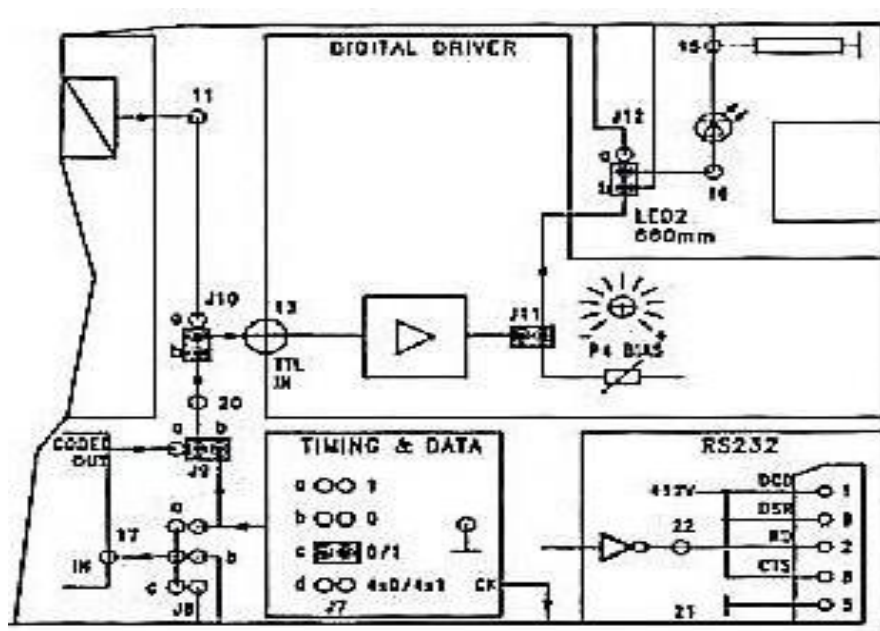 DIGITAL DRIVER
15
11
J12
a
b
14
LED2
660mm
J10
a
b
13
TTL
IN
J11
P4 BIAS
+
20
a b
CODED
OUT
J9
TIMING & DATA
a 1
b 0
c 0/1
d 4x0/4x1
J7
CK
a
17
b
IN
c
J8
RS232
+12V
DCD 1
DSR
22
RD 2
CTS
21
5